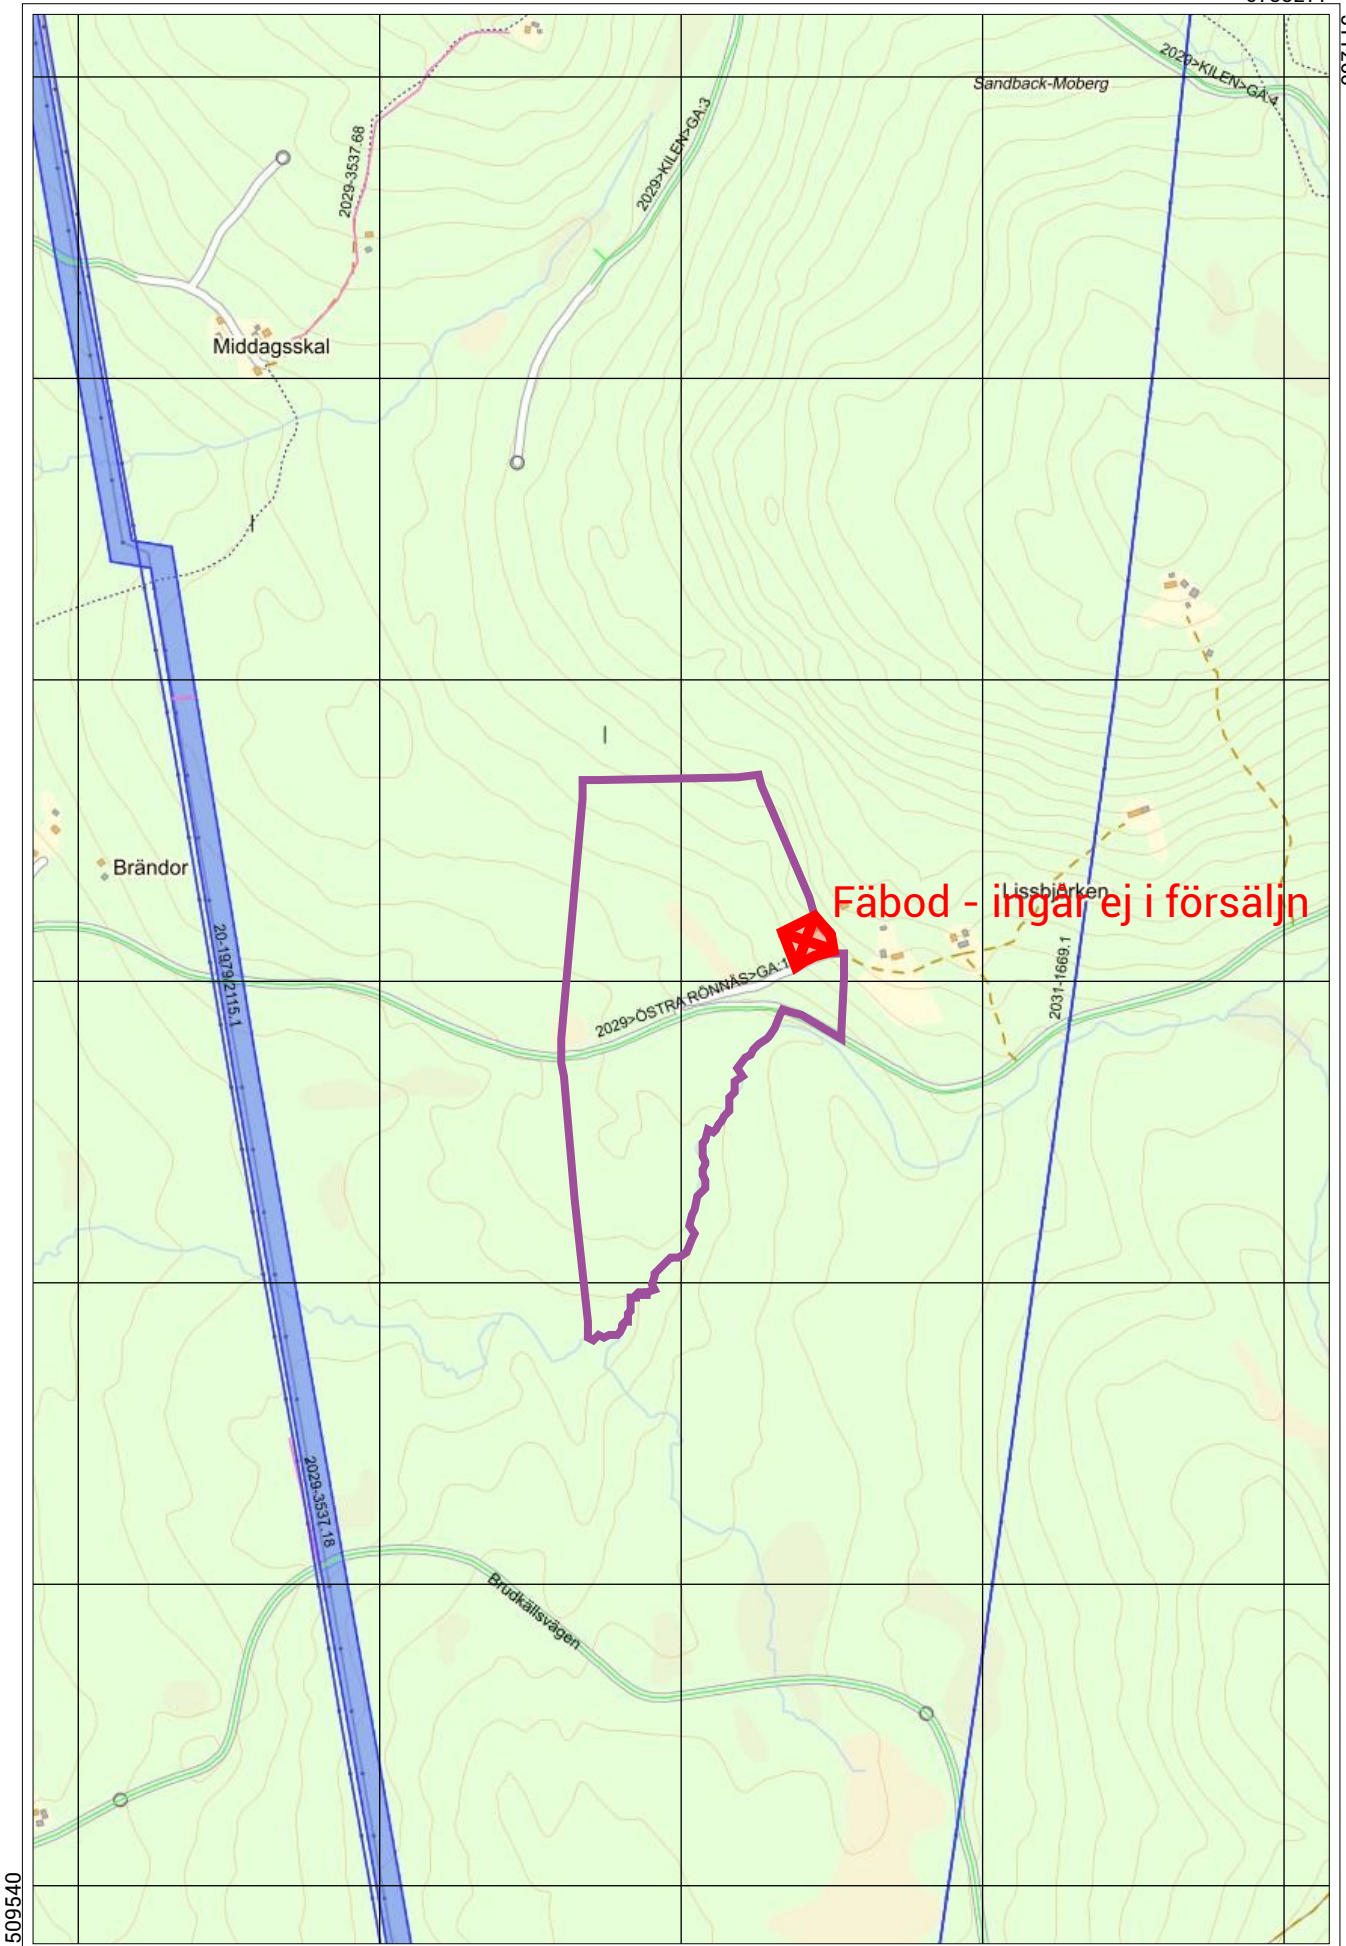 2029>KILEN>GA:4
Sandback-Moberg
2029>KILEN>GA:3
2029-3537.68
Middagsskal
Brändor
Lissbjörken
Fäbod - ingår ej i försäljn
20-1979/2115.1
2029>ÖSTRA RÖNNÄS>GA:1
2031-1669.1
2029-3537.18
Brudkällsvägen
509540